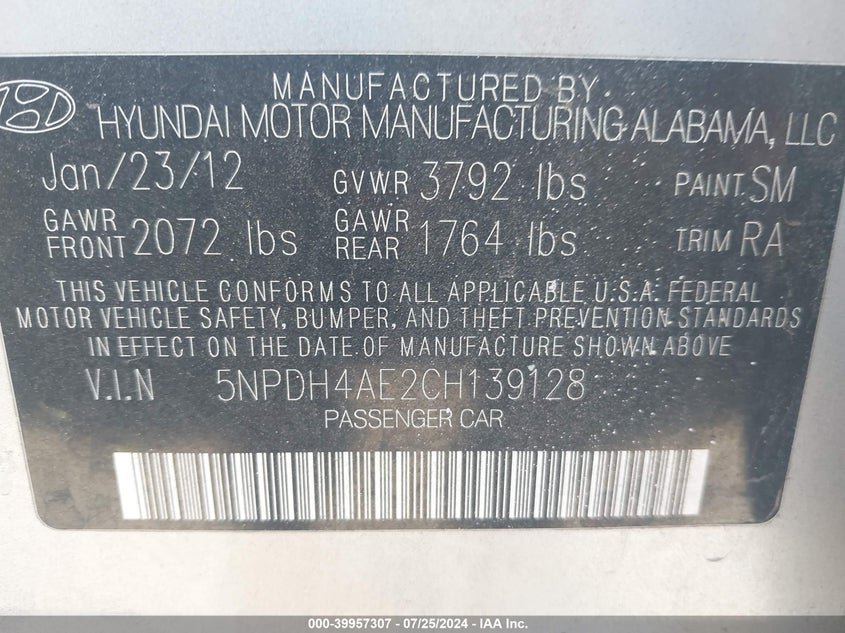 MANUFACTURED BY
HYUNDAI MOTOR MANUFACTURING ALABAMA, LLC
Jan/23/12 GVWR 3792 lbs PAINT SM
GAWR FRONT 2072 lbs GAWR REAR 1764 lbs TRIM RA
THIS VEHICLE CONFORMS TO ALL APPLICABLE U.S.A. FEDERAL
MOTOR VEHICLE SAFETY, BUMPER, AND THEFT PREVENTION STANDARDS
IN EFFECT ON THE DATE OF MANUFACTURE SHOWN ABOVE
V.I.N 5NPDH4AE2CH139128
PASSENGER CAR
000-39957307 - 07/25/2024 - IAA Inc.